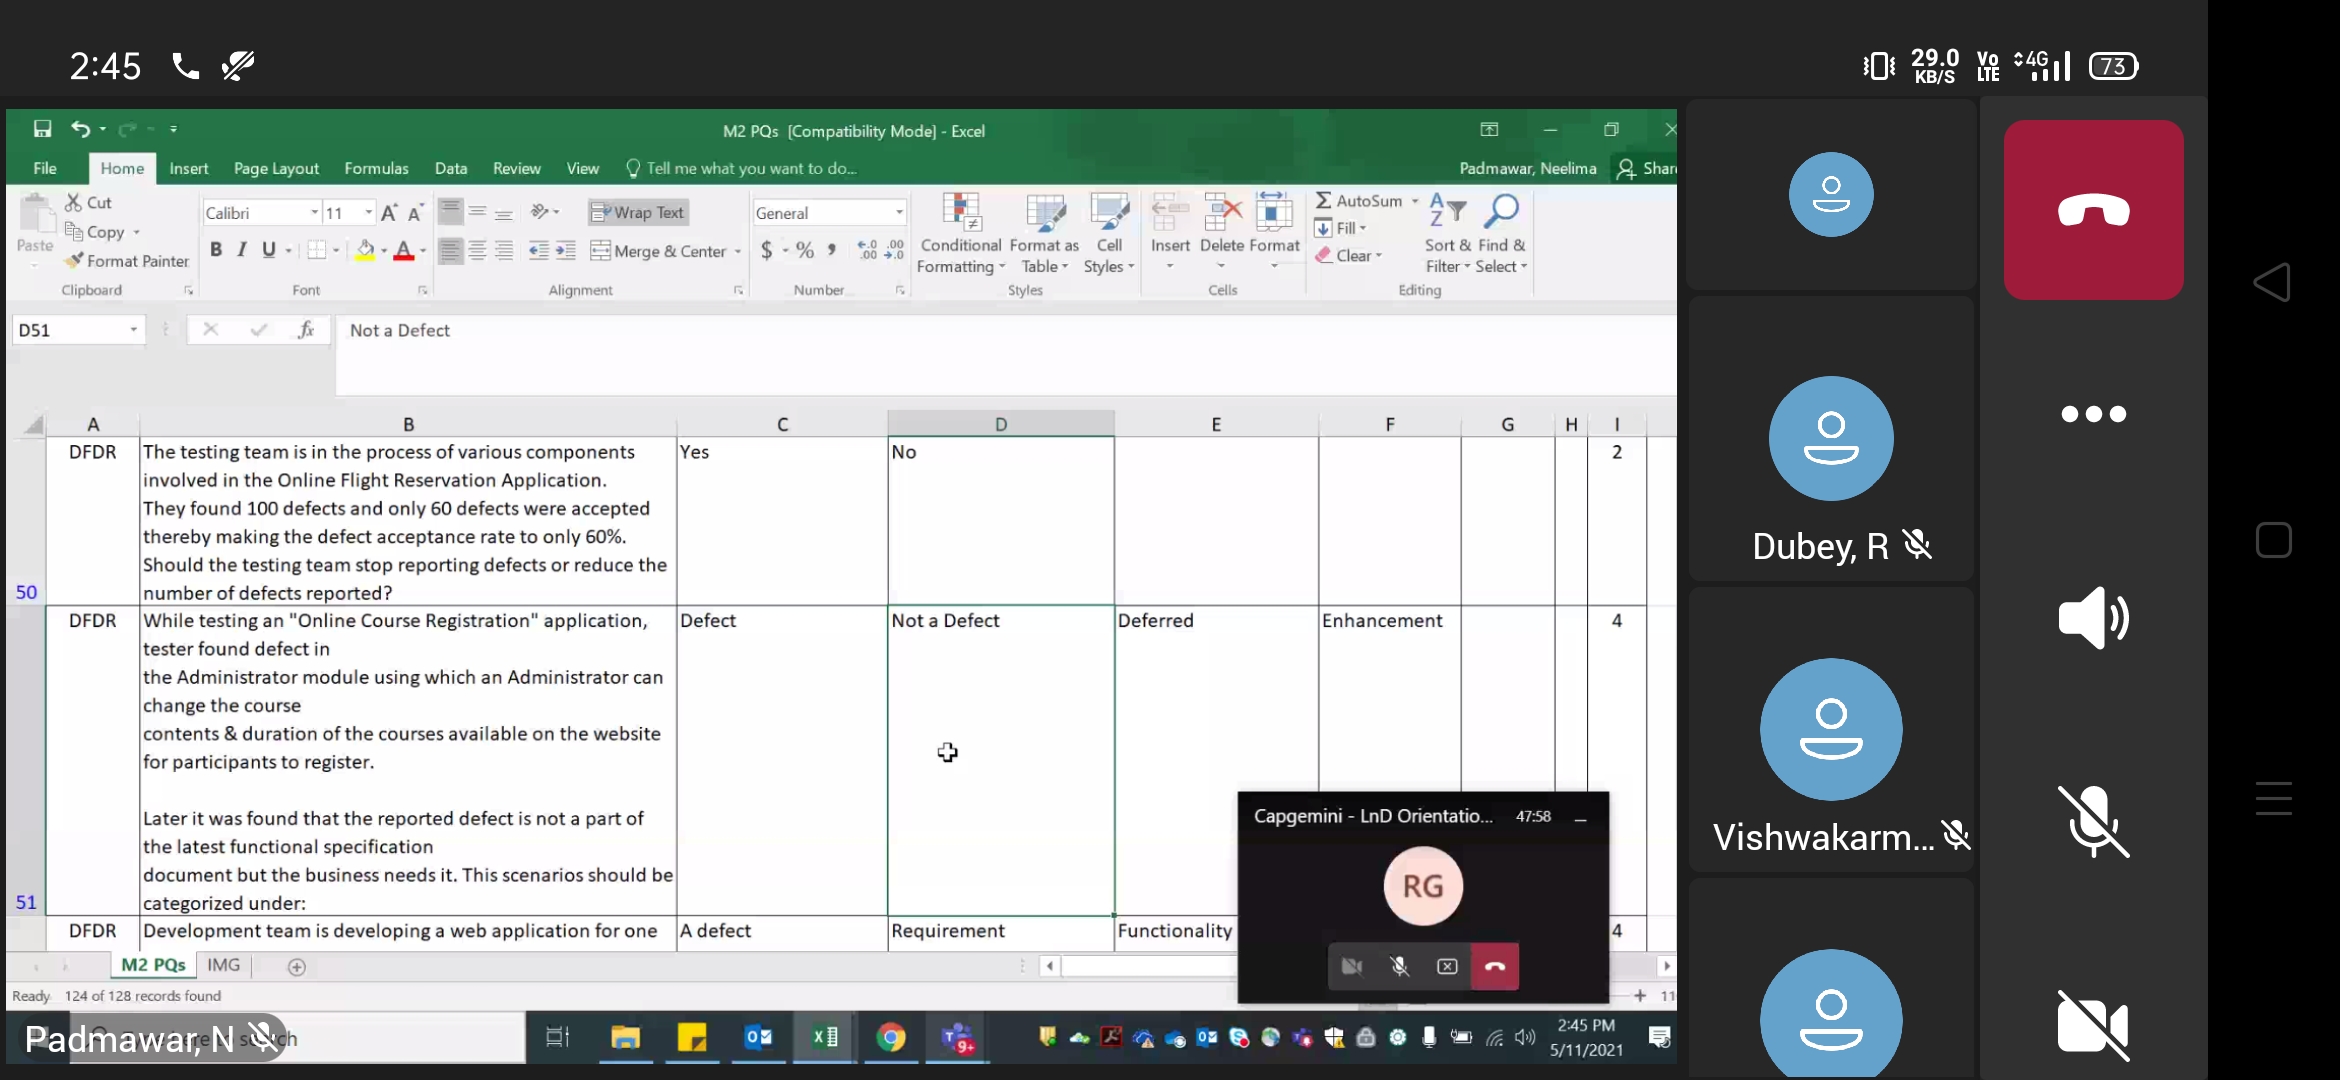 2:45
29.0
KB/S
Vo
LTE
4G
73
M2 PQs [Compatibility Mode] - Excel
File
Home
Insert
Page Layout
Formulas
Data
Review
View
Tell me what you want to do...
Padmawar, Neelima
Shar
Paste
Cut
Copy
Format Painter
Clipboard
Calibri
11
B I U
Font
Wrap Text
Merge & Center
Alignment
General
$ - % ,
Number
Conditional
Formatting
Format as
Table
Cell
Styles
Styles
Insert
Delete
Format
Cells
AutoSum
Fill
Clear
Sort &
Filter
Find &
Select
Editing
D51
fx
Not a Defect
A B C D E F G H I
DFDR
The testing team is in the process of various components
involved in the Online Flight Reservation Application.
They found 100 defects and only 60 defects were accepted
thereby making the defect acceptance rate to only 60%.
Should the testing team stop reporting defects or reduce the
number of defects reported?
Yes
No
2
50
DFDR
While testing an "Online Course Registration" application,
tester found defect in
the Administrator module using which an Administrator can
change the course
contents & duration of the courses available on the website
for participants to register.
Later it was found that the reported defect is not a part of
the latest functional specification
document but the business needs it. This scenarios should be
categorized under:
Defect
Not a Defect
Deferred
Enhancement
4
51
DFDR
Development team is developing a web application for one
A defect
Requirement
Functionality
4
Capgemini - LnD Orientatio...
47:58
RG
M2 PQs
IMG
Ready
124 of 128 records found
11
Padmawar, N
9+
2:45 PM
5/11/2021
Dubey, R
Vishwakarm...